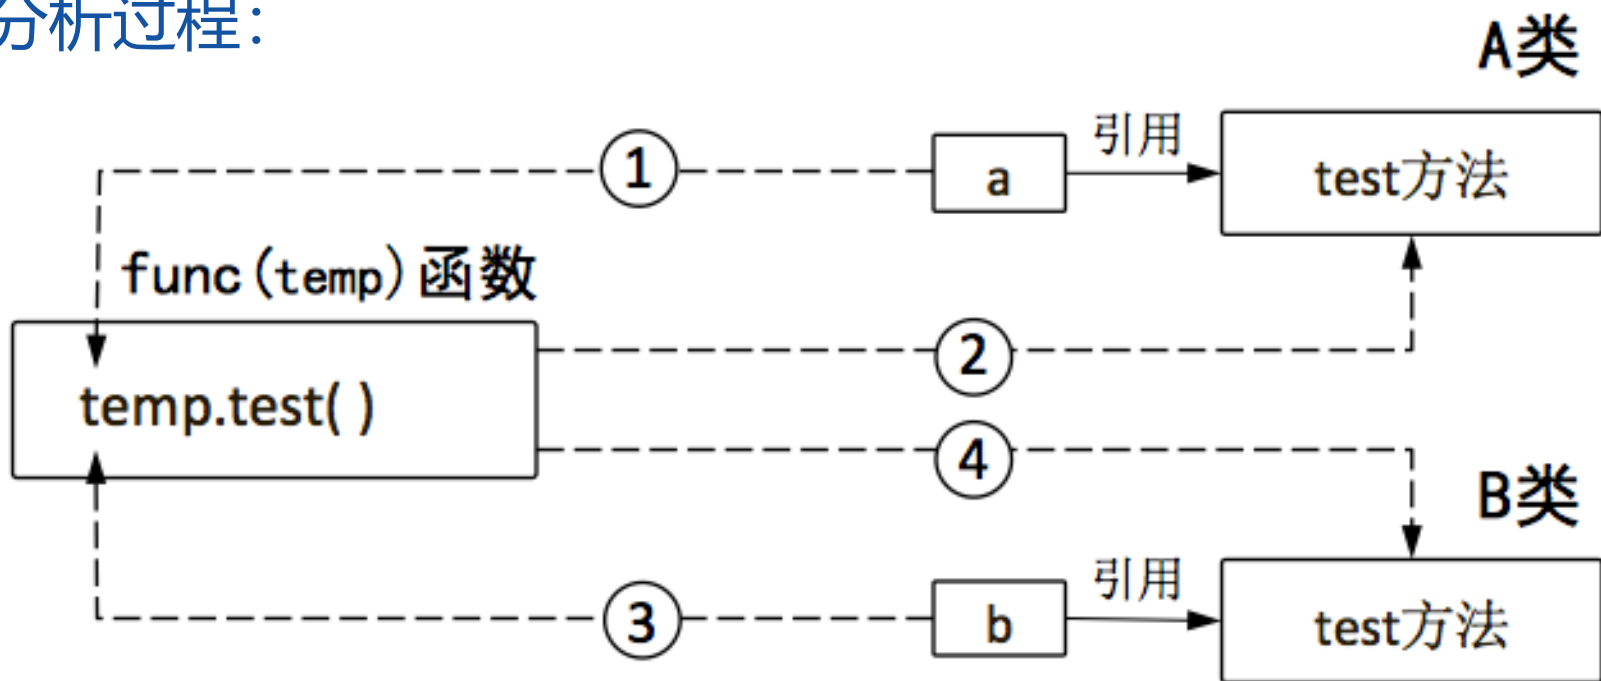 分析过程:
A类
① a 引用 test方法
func(temp)函数
②
temp.test( )
④
B类
③ b 引用 test方法